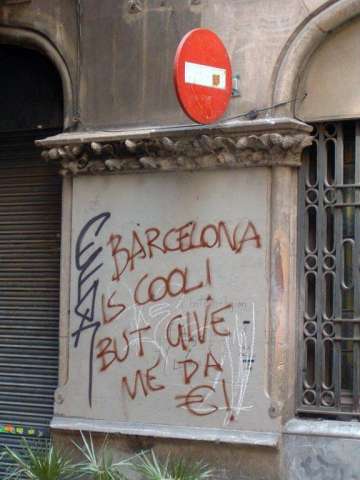 BARCELONA
IS COOL!
BUT GIVE
ME DA
€!